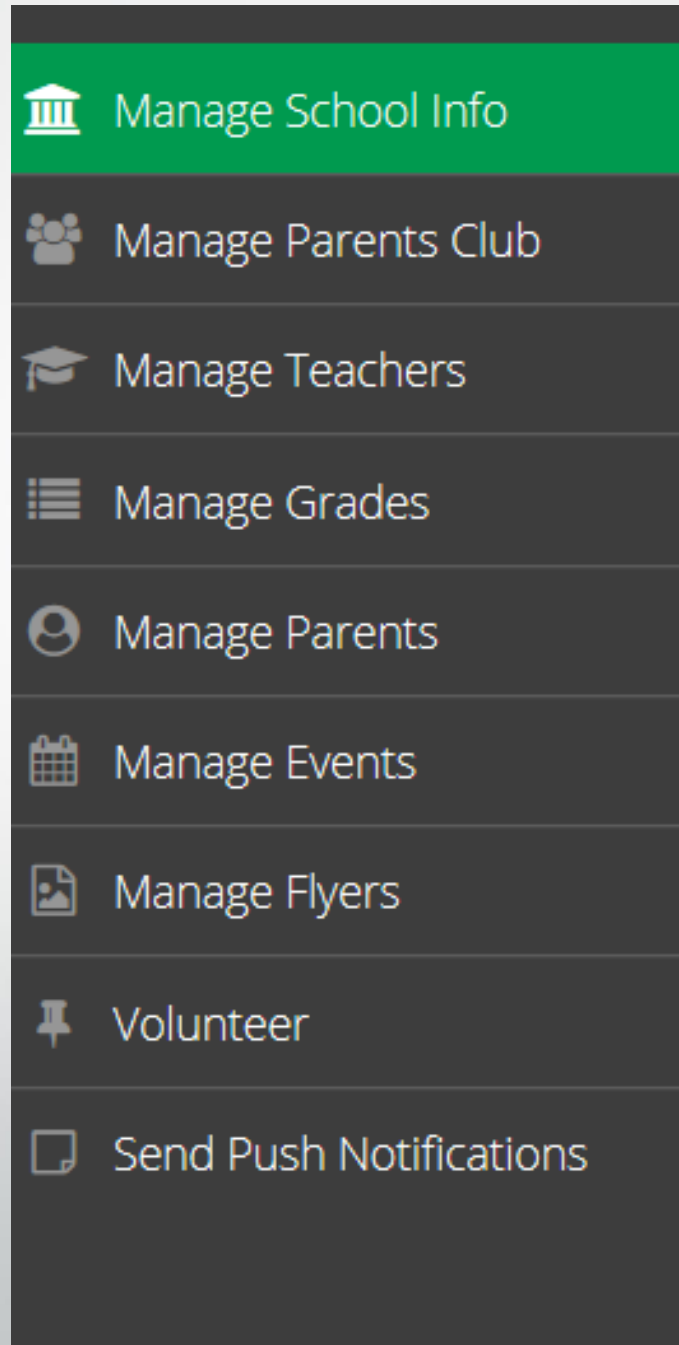 Manage School Info
Manage Parents Club
Manage Teachers
Manage Grades
Manage Parents
Manage Events
Manage Flyers
Volunteer
Send Push Notifications